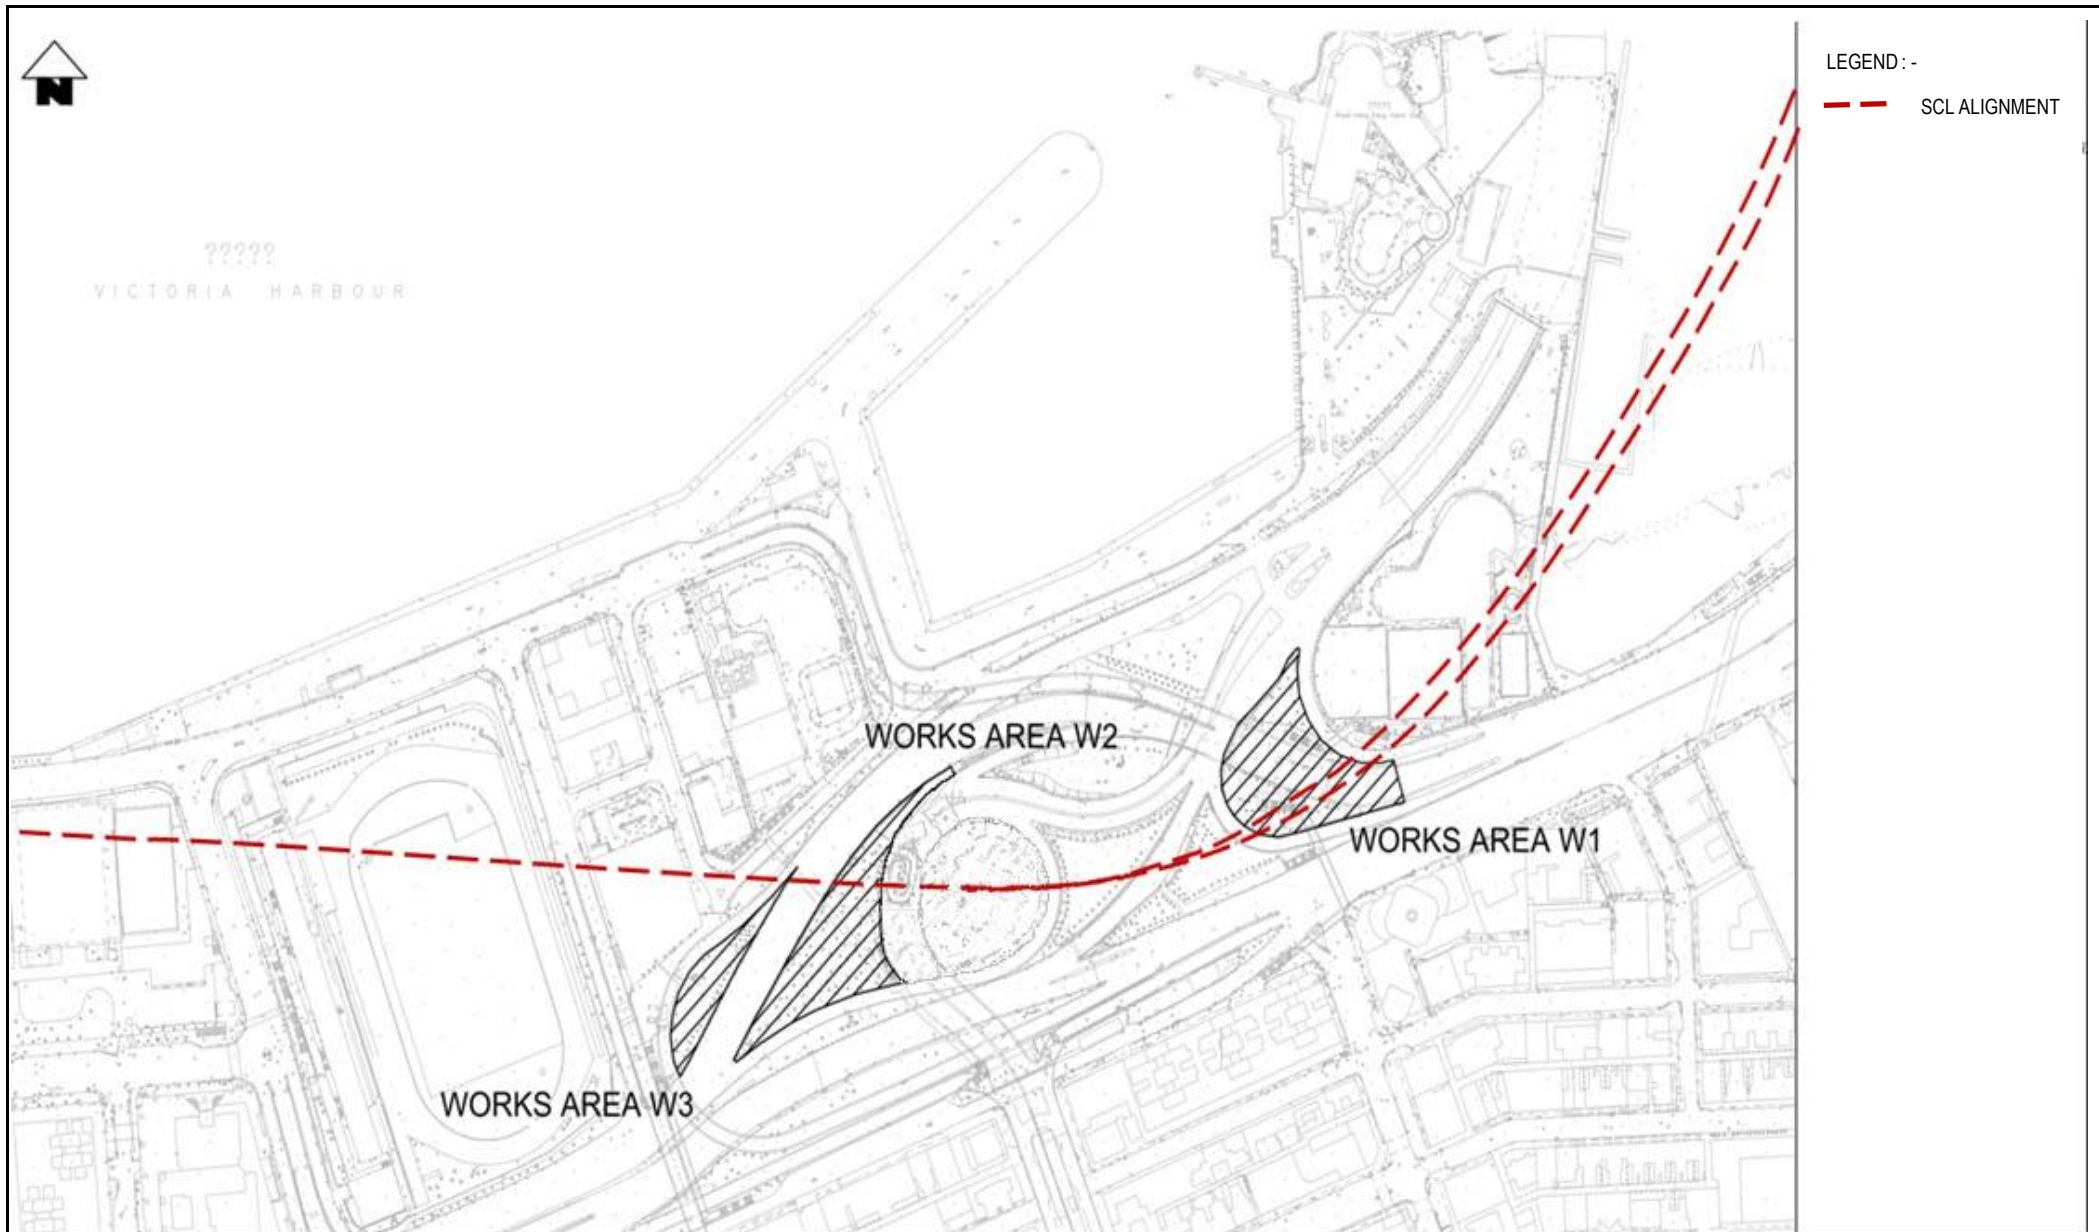 N
LEGEND : -
SCL ALIGNMENT
?????
VICTORIA HARBOUR
WORKS AREA W2
WORKS AREA W1
WORKS AREA W3